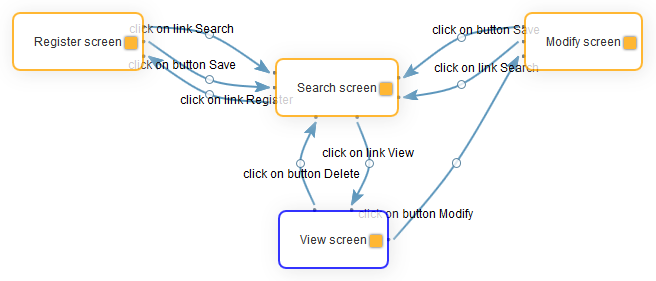 click on link Search
click on button Save
Register screen
Modify screen
click on button Save
click on link Search
Search screen
click on link Register
click on link View
click on button Delete
click on button Modify
View screen